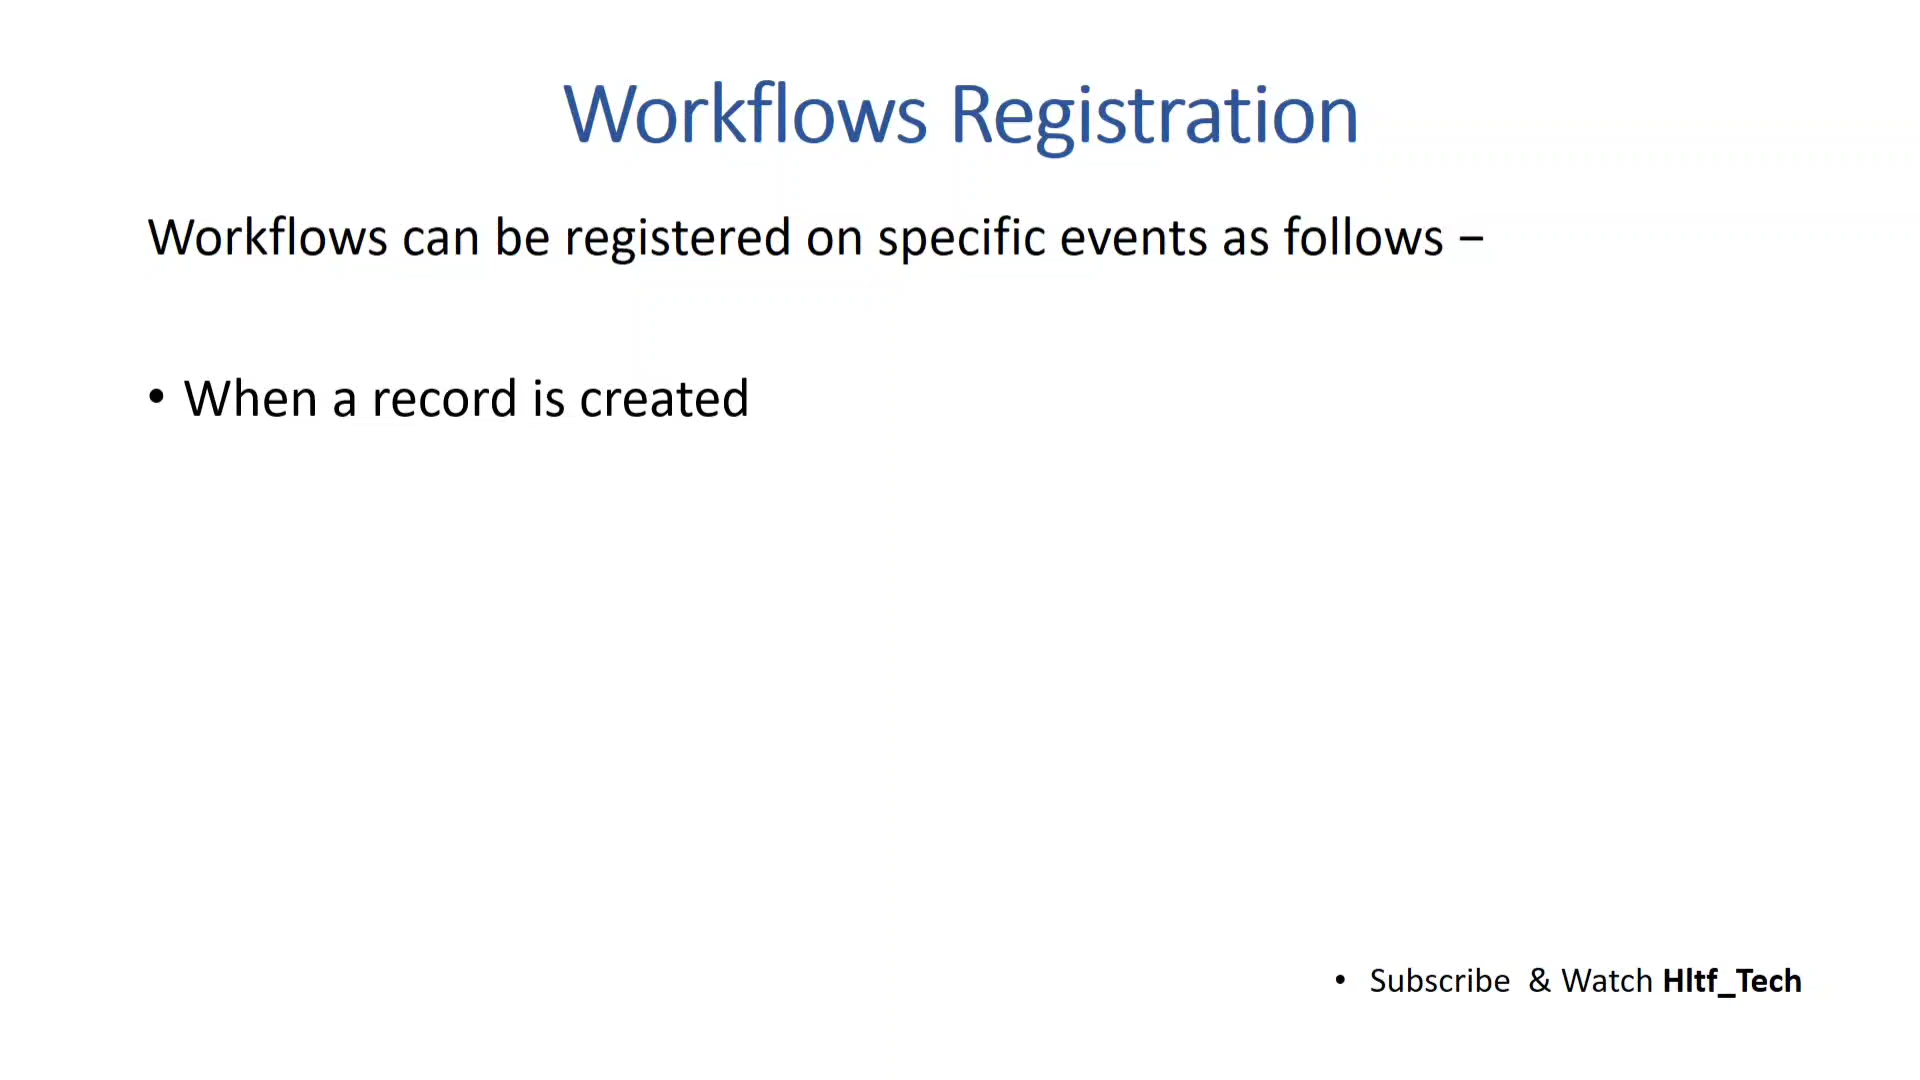 Workflows Registration
Workflows can be registered on specific events as follows −
• When a record is created
• Subscribe & Watch Hltf_Tech